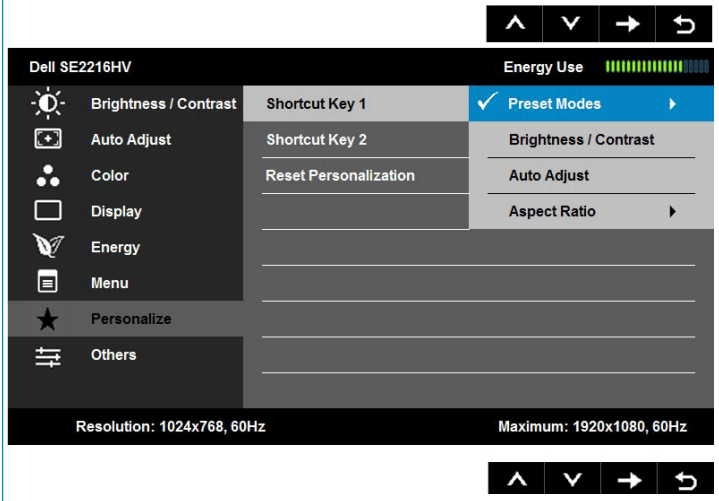 Dell SE2216HV Energy Use
Brightness / Contrast Shortcut Key 1 Preset Modes
Auto Adjust Shortcut Key 2 Brightness / Contrast
Color Reset Personalization Auto Adjust
Display Aspect Ratio
Energy
Menu
Personalize
Others
Resolution: 1024x768, 60Hz Maximum: 1920x1080, 60Hz